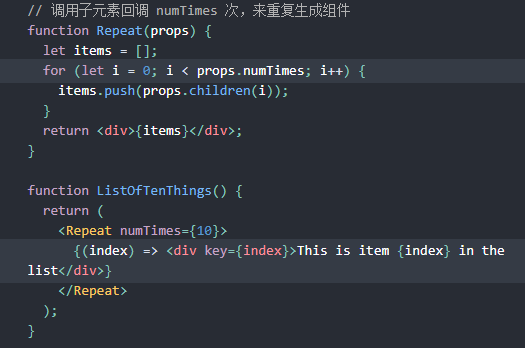 // 调用子元素回调 numTimes 次，来重复生成组件
function Repeat(props) {
  let items = [];
  for (let i = 0; i < props.numTimes; i++) {
    items.push(props.children(i));
  }
  return <div>{items}</div>;
}

function ListOfTenThings() {
  return (
    <Repeat numTimes={10}>
      {(index) => <div key={index}>This is item {index} in the
list</div>}
    </Repeat>
  );
}